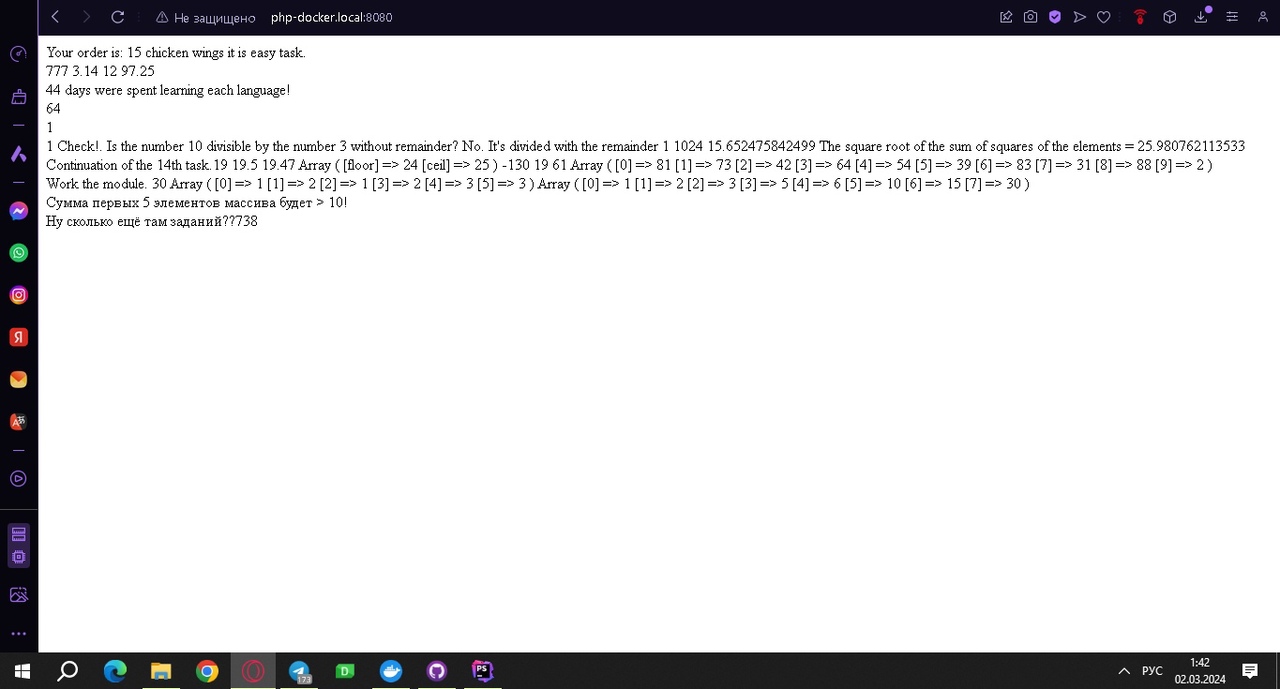 Не защищено php-docker.local:8080
Your order is: 15 chicken wings it is easy task.
777 3.14 12 97.25
44 days were spent learning each language!
64
1
1 Check!. Is the number 10 divisible by the number 3 without remainder? No. It's divided with the remainder 1 1024 15.652475842499 The square root of the sum of squares of the elements = 25.980762113533
Continuation of the 14th task.19 19.5 19.47 Array ( [floor] => 24 [ceil] => 25 ) -130 19 61 Array ( [0] => 81 [1] => 73 [2] => 42 [3] => 64 [4] => 54 [5] => 39 [6] => 83 [7] => 31 [8] => 88 [9] => 2 )
Work the module. 30 Array ( [0] => 1 [1] => 2 [2] => 1 [3] => 2 [4] => 3 [5] => 3 ) Array ( [0] => 1 [1] => 2 [2] => 3 [3] => 5 [4] => 6 [5] => 10 [6] => 15 [7] => 30 )
Сумма первых 5 элементов массива будет > 10!
Ну сколько ещё там заданий??738
Я
173
D
PS
РУС
1:42
02.03.2024